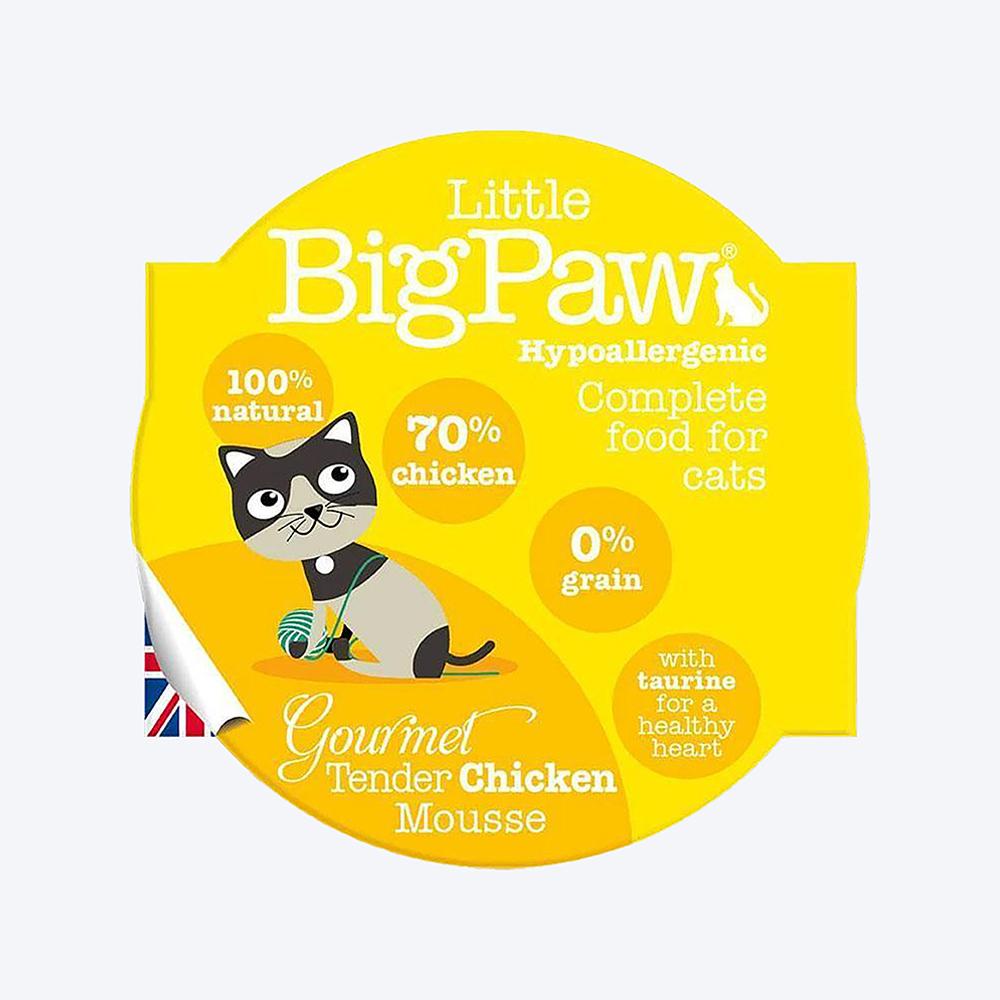 Little
BigPaw®
Hypoallergenic
Complete
food for
cats
100%
natural
70%
chicken
0%
grain
with
taurine
for a
healthy
heart
Gourmet
Tender Chicken
Mousse